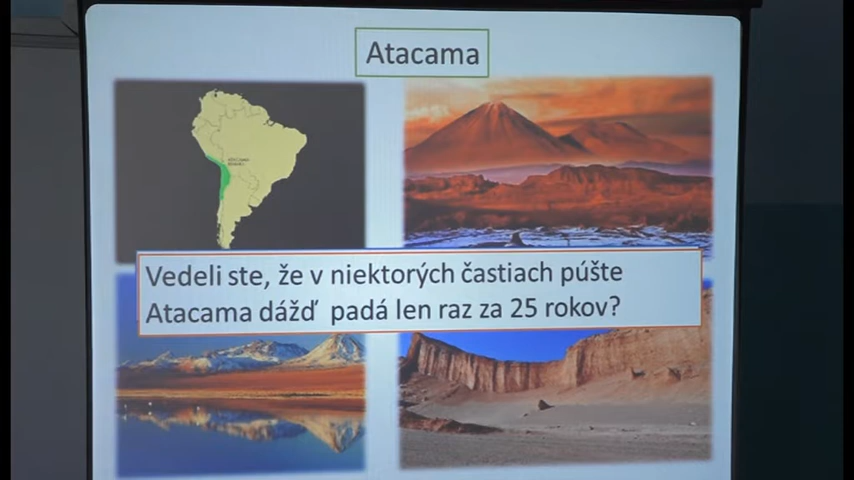 Atacama
Vedeli ste, že v niektorých častiach púšte
Atacama dážď padá len raz za 25 rokov?